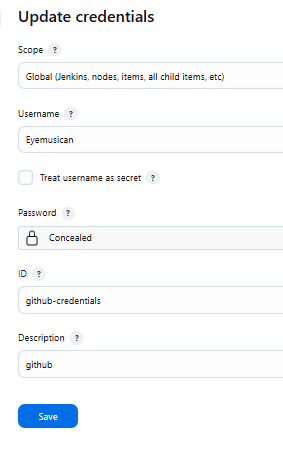 Update credentials
Scope ?
Global (Jenkins, nodes, items, all child items, etc)
Username ?
Eyemusican
Treat username as secret ?
Password ?
Concealed
ID ?
github-credentials
Description ?
github
Save